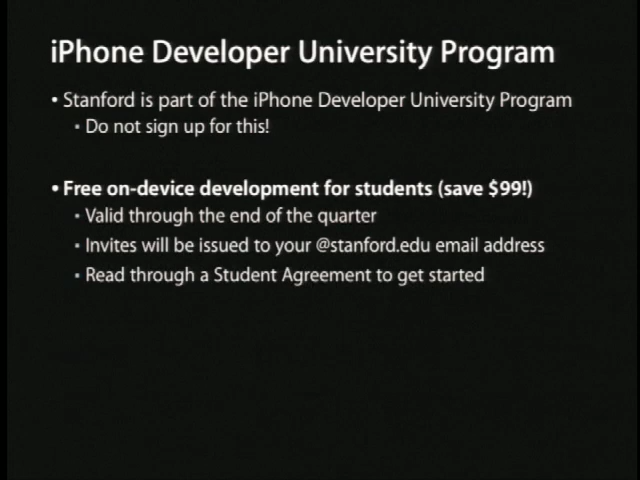 iPhone Developer University Program
• Stanford is part of the iPhone Developer University Program
▪ Do not sign up for this!
• Free on-device development for students (save $99!)
▪ Valid through the end of the quarter
▪ Invites will be issued to your @stanford.edu email address
▪ Read through a Student Agreement to get started